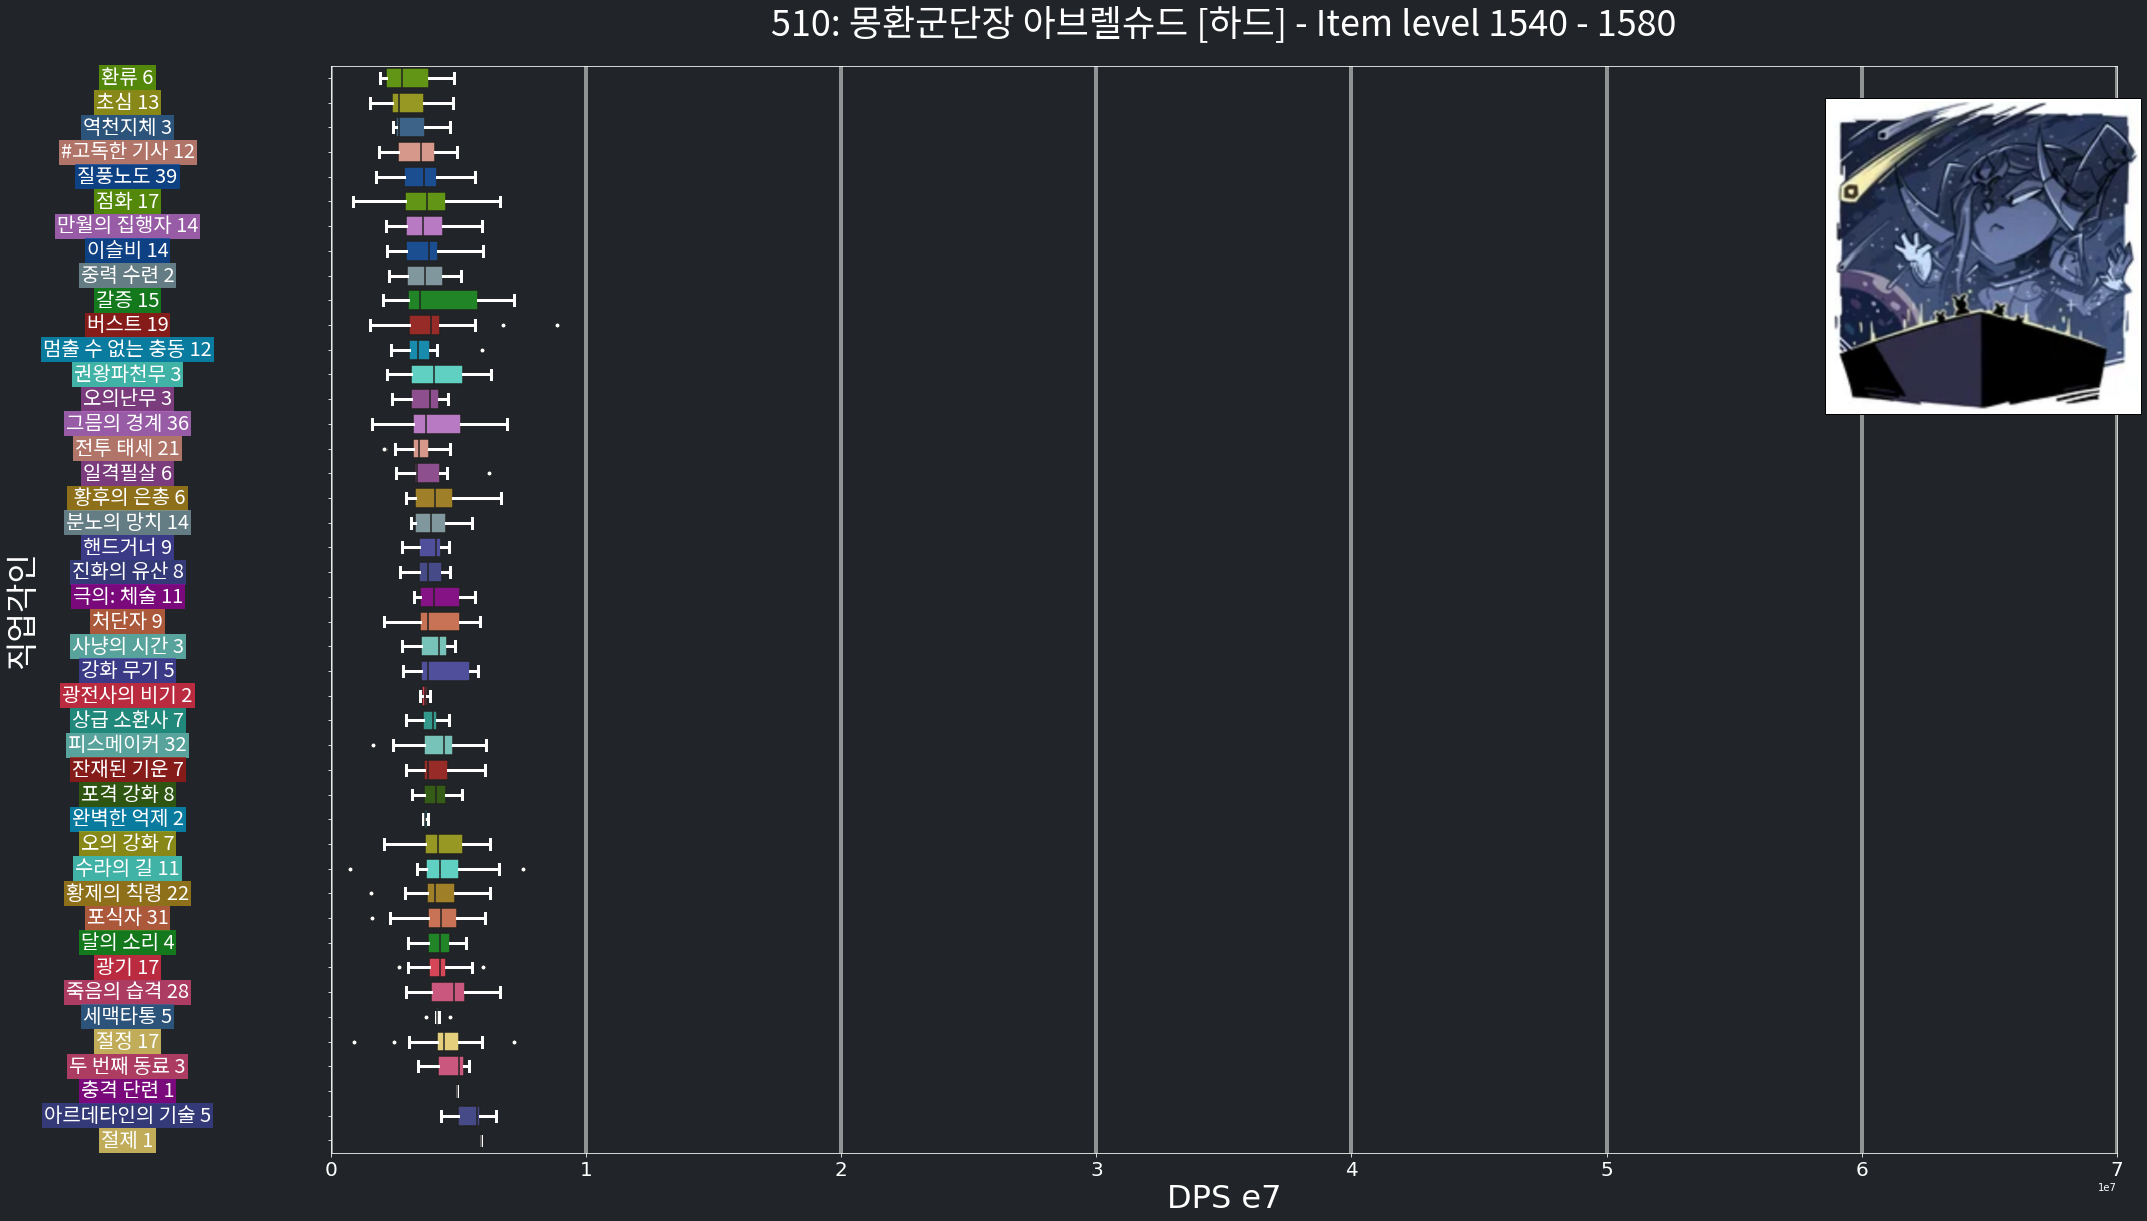 510: 몽환군단장 아브렐슈드 [하드] - Item level 1540 - 1580
환류 6
초심 13
역천지체 3
#고독한 기사 12
질풍노도 39
점화 17
만월의 집행자 14
이슬비 14
중력 수련 2
갈증 15
버스트 19
멈출 수 없는 충동 12
권왕파천무 3
오의난무 3
그믐의 경계 36
전투 태세 21
일격필살 6
황후의 은총 6
분노의 망치 14
핸드거너 9
진화의 유산 8
극의: 체술 11
처단자 9
사냥의 시간 3
강화 무기 5
광전사의 비기 2
상급 소환사 7
피스메이커 32
잔재된 기운 7
포격 강화 8
완벽한 억제 2
오의 강화 7
수라의 길 11
황제의 칙령 22
포식자 31
달의 소리 4
광기 17
죽음의 습격 28
세맥타통 5
절정 17
두 번째 동료 3
충격 단련 1
아르데타인의 기술 5
절제 1
직업각인
0 1 2 3 4 5 6 7
DPS e7
1e7